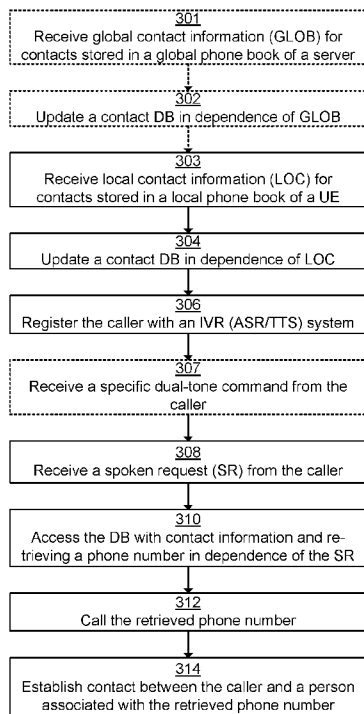 301
Receive global contact information (GLOB) for
contacts stored in a global phone book of a server
302
Update a contact DB in dependence of GLOB
303
Receive local contact information (LOC) for
contacts stored in a local phone book of a UE
304
Update a contact DB in dependence of LOC
306
Register the caller with an IVR (ASR/TTS) system
307
Receive a specific dual-tone command from the
caller
308
Receive a spoken request (SR) from the caller
310
Access the DB with contact information and re-
trieving a phone number in dependence of the SR
312
Call the retrieved phone number
314
Establish contact between the caller and a person
associated with the retrieved phone number